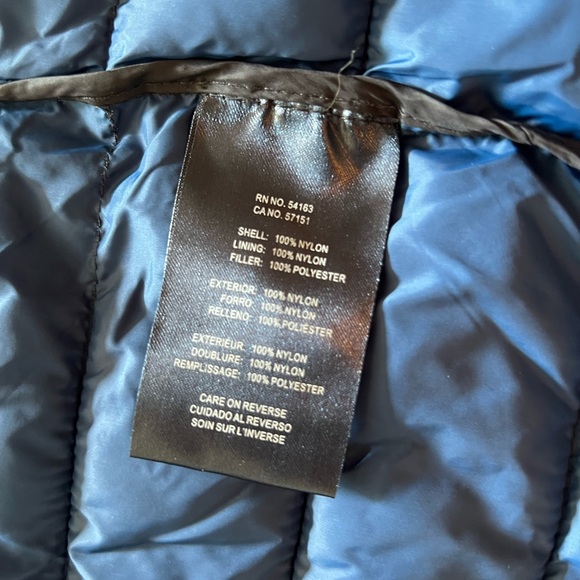 RN NO. 54163
CA NO. 57151
SHELL: 100% NYLON
LINING: 100% NYLON
FILLER: 100% POLYESTER
EXTERIOR: 100% NYLON
FORRO: 100% NYLON
RELLENO: 100% POLIÉSTER
EXTERIEUR: 100% NYLON
DOUBLURE: 100% NYLON
REMPLISSAGE: 100% POLYESTER
CARE ON REVERSE
CUIDADO AL REVERSO
SOIN SUR L'INVERSE